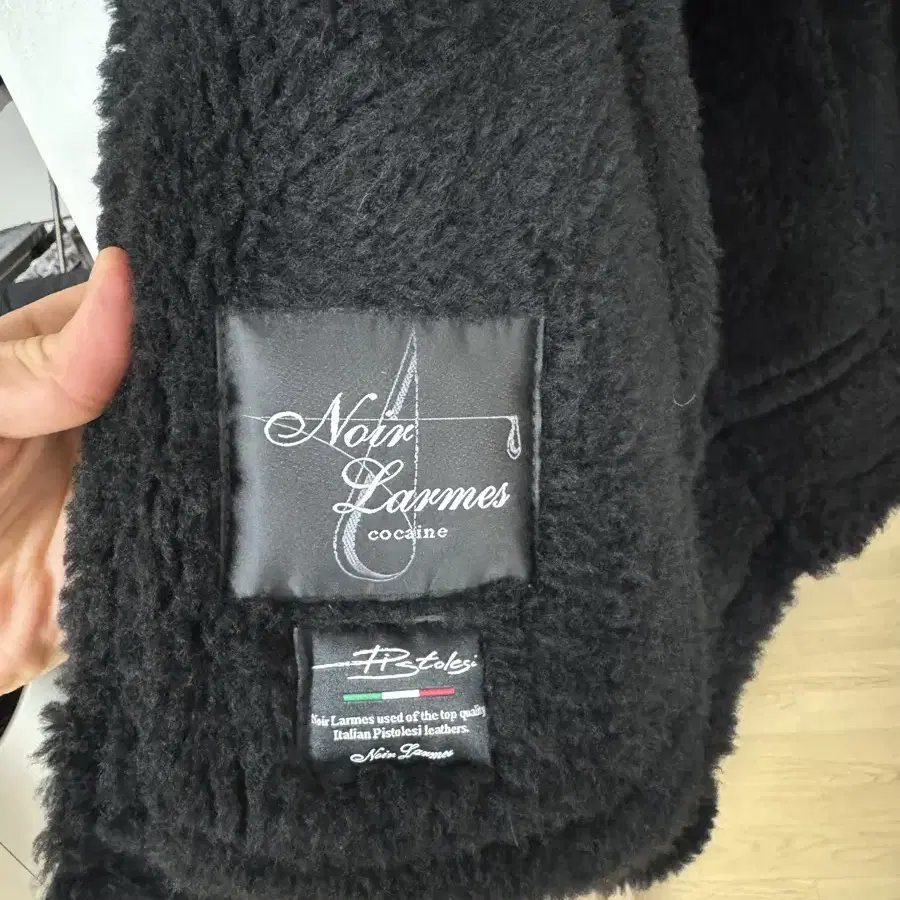 Noir
Larmes
cocaine
Pistolesi
Noir Larmes used of the top quality
Italian Pistolesi leathers.
Noir Larmes